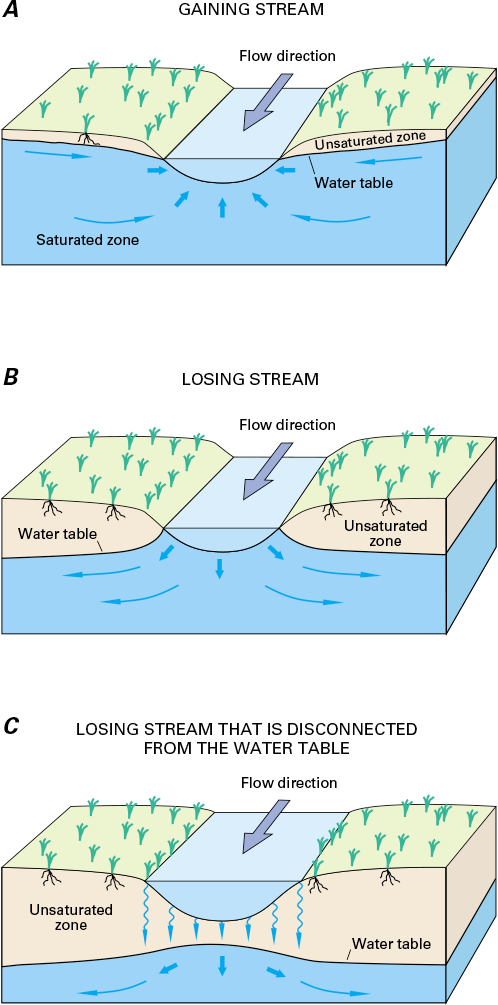 A
GAINING STREAM
Flow direction
Unsaturated zone
Water table
Saturated zone
B
LOSING STREAM
Flow direction
Water table
Unsaturated
zone
C
LOSING STREAM THAT IS DISCONNECTED
FROM THE WATER TABLE
Flow direction
Unsaturated
zone
Water table